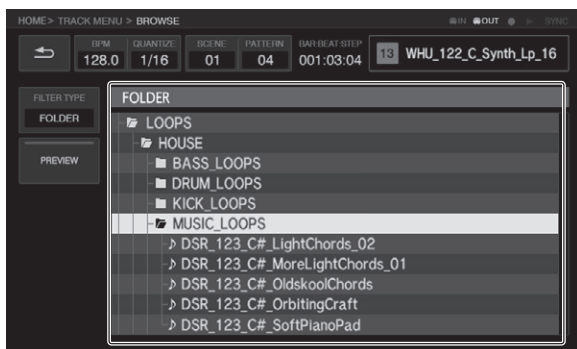 HOME> TRACK MENU > BROWSE
IN OUT SYNC
BPM QUANTIZE SCENE PATTERN BAR:BEAT:STEP
128.0 1/16 01 04 001:03:04 13 WHU_122_C_Synth_Lp_16
FILTER TYPE
FOLDER
PREVIEW
FOLDER
LOOPS
HOUSE
BASS_LOOPS
DRUM_LOOPS
KICK_LOOPS
MUSIC_LOOPS
DSR_123_C#_LightChords_02
DSR_123_C#_MoreLightChords_01
DSR_123_C#_OldskoolChords
DSR_123_C#_OrbitingCraft
DSR_123_C#_SoftPianoPad